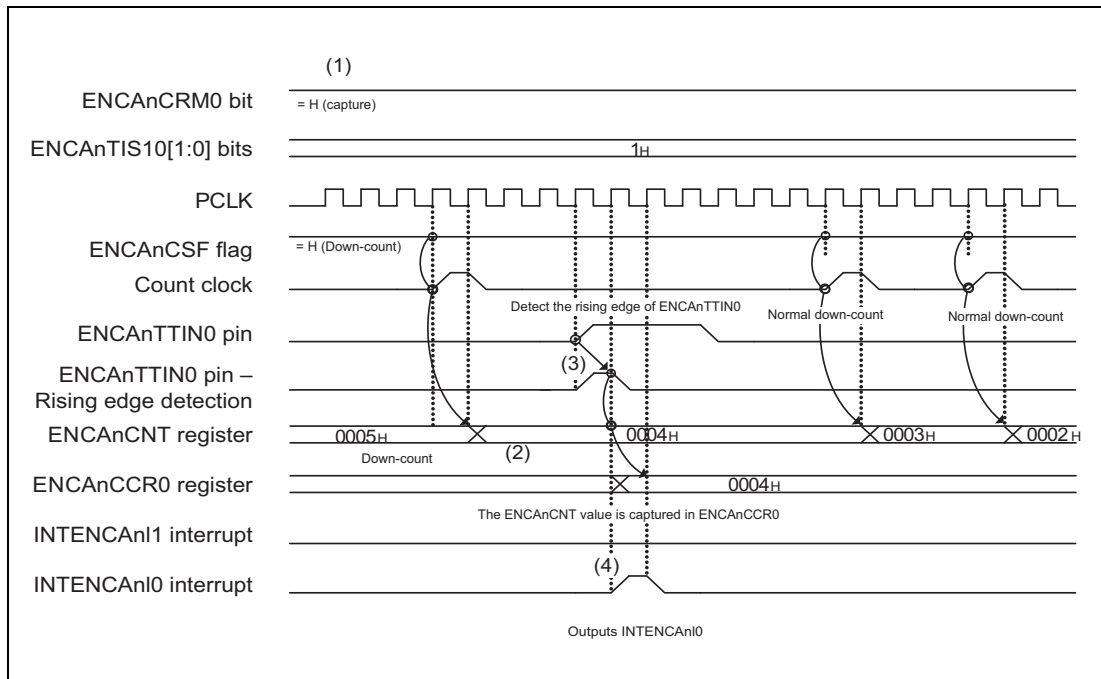 (1)
ENCAnCRM0 bit
= H (capture)
ENCAnTIS10[1:0] bits
1H
PCLK
ENCAnCSF flag
= H (Down-count)
Count clock
Detect the rising edge of ENCAnTTIN0
Normal down-count
Normal down-count
ENCAnTTIN0 pin
(3)
ENCAnTTIN0 pin –
Rising edge detection
ENCAnCNT register
0005H
0004H
0003H
0002H
Down-count
(2)
ENCAnCCR0 register
0004H
The ENCAnCNT value is captured in ENCAnCCR0
INTENCAnI1 interrupt
(4)
INTENCAnI0 interrupt
Outputs INTENCAnI0